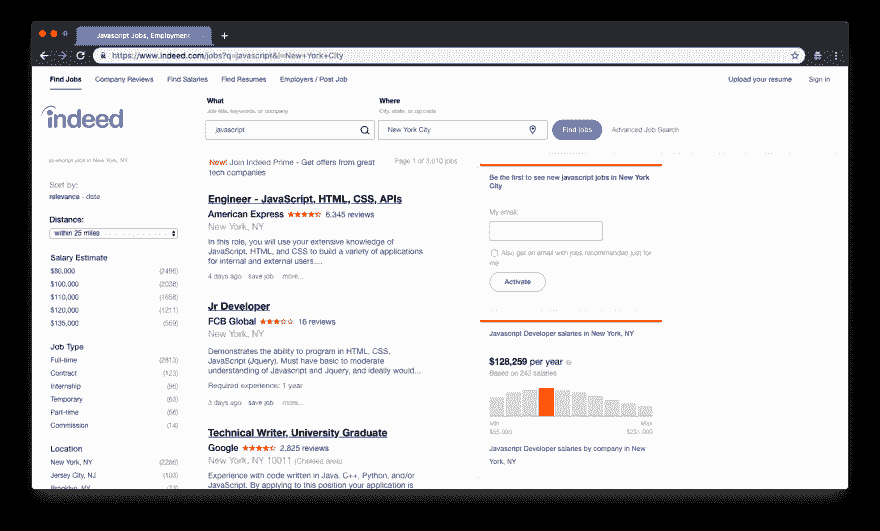 Javascript Jobs, Employment
https://www.indeed.com/jobs?q=javascript&l=New+York+City
Find Jobs Company Reviews Find Salaries Find Resumes Employers / Post Job Upload your resume Sign in
indeed
What Where
Job title, keywords, or company City, state, or zip code
javascript New York City Find Jobs Advanced Job Search
javascript jobs in New York, NY
Sort by:
relevance - date
Distance:
within 25 miles
Salary Estimate
$80,000 (2496)
$100,000 (2038)
$110,000 (1658)
$120,000 (1211)
$135,000 (569)
Job Type
Full-time (2813)
Contract (123)
Internship (96)
Temporary (63)
Part-time (56)
Commission (14)
Location
New York, NY (2286)
Jersey City, NJ (103)
Brooklyn, NY
New! Join Indeed Prime - Get offers from great
tech companies
Page 1 of 3,010 jobs
Engineer - JavaScript, HTML, CSS, APIs
American Express 6,345 reviews
New York, NY
In this role, you will use your extensive knowledge of
JavaScript, HTML, and CSS to build a variety of applications
for internal and external users....
4 days ago save job more...
Jr Developer
FCB Global 16 reviews
New York, NY
Demonstrates the ability to program in HTML, CSS,
JavaScript (Jquery). Must have basic to moderate
understanding of Javascript and Jquery, and ideally would...
Required experience: 1 year
3 days ago save job more...
Technical Writer, University Graduate
Google 2,825 reviews
New York, NY 10011 (Chelsea area)
Experience with code written in Java, C++, Python, and/or
JavaScript. By applying to this position your application is
Be the first to see new javascript jobs in New York
City
My email:
Also get an email with jobs recommended just for
me
Activate
Javascript Developer salaries in New York, NY
$128,259 per year
Based on 242 salaries
Min Max
Javascript Developer salaries by company in New
York, NY